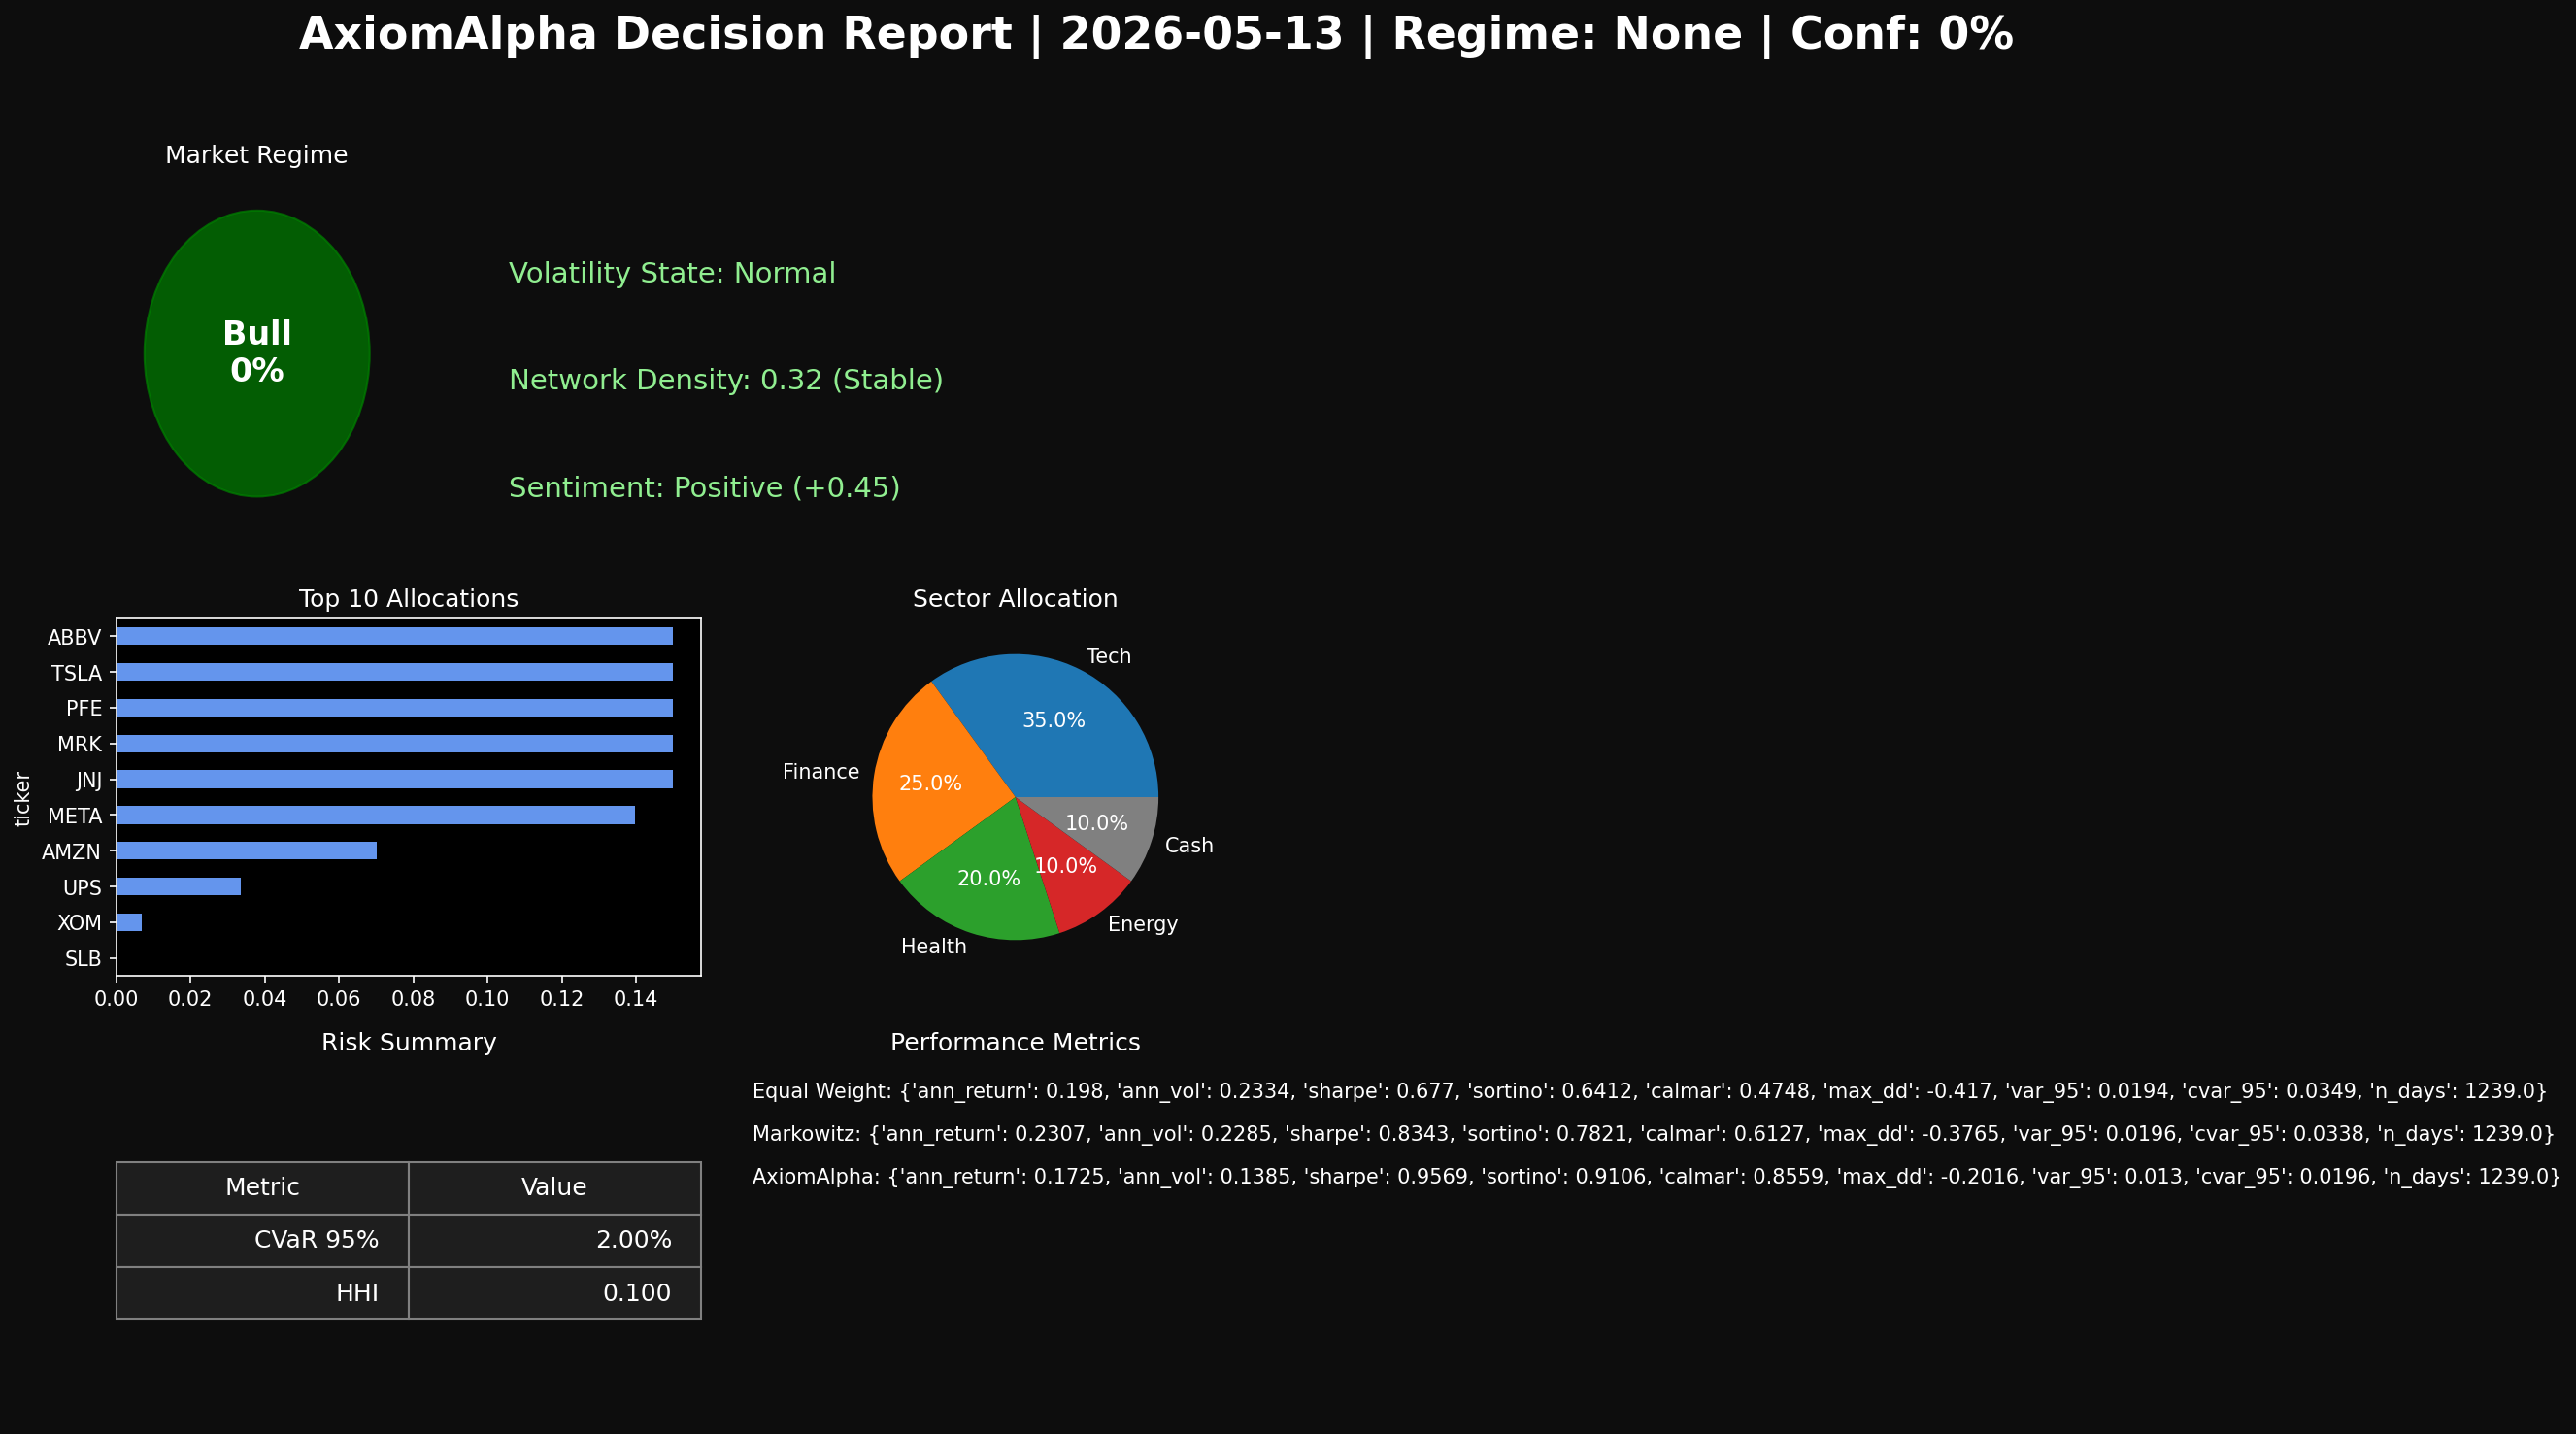 AxiomAlpha Decision Report | 2026-05-13 | Regime: None | Conf: 0%
Market Regime
Bull
0%
Volatility State: Normal
Network Density: 0.32 (Stable)
Sentiment: Positive (+0.45)
Top 10 Allocations
ticker
ABBV
TSLA
PFE
MRK
JNJ
META
AMZN
UPS
XOM
SLB
0.00 0.02 0.04 0.06 0.08 0.10 0.12 0.14
Sector Allocation
Tech
35.0%
Finance
25.0%
Health
20.0%
Energy
10.0%
Cash
10.0%
Risk Summary
Metric Value
CVaR 95% 2.00%
HHI 0.100
Performance Metrics
Equal Weight: {'ann_return': 0.198, 'ann_vol': 0.2334, 'sharpe': 0.677, 'sortino': 0.6412, 'calmar': 0.4748, 'max_dd': -0.417, 'var_95': 0.0194, 'cvar_95': 0.0349, 'n_days': 1239.0}
Markowitz: {'ann_return': 0.2307, 'ann_vol': 0.2285, 'sharpe': 0.8343, 'sortino': 0.7821, 'calmar': 0.6127, 'max_dd': -0.3765, 'var_95': 0.0196, 'cvar_95': 0.0338, 'n_days': 1239.0}
AxiomAlpha: {'ann_return': 0.1725, 'ann_vol': 0.1385, 'sharpe': 0.9569, 'sortino': 0.9106, 'calmar': 0.8559, 'max_dd': -0.2016, 'var_95': 0.013, 'cvar_95': 0.0196, 'n_days': 1239.0}